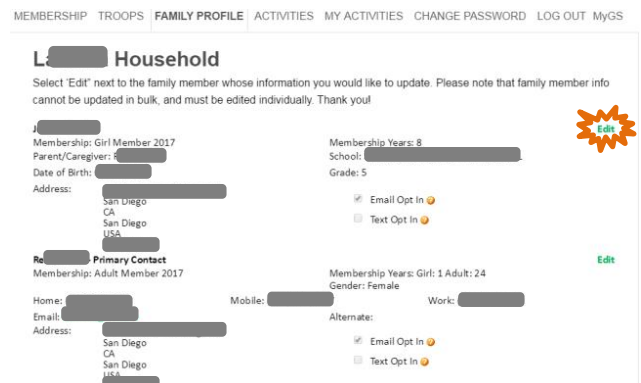 MEMBERSHIP TROOPS FAMILY PROFILE ACTIVITIES MY ACTIVITIES CHANGE PASSWORD LOG OUT MyGS
Household
Select 'Edit" next to the family member whose information you would like to update. Please note that family member info
cannot be updated in bulk, and must be edited individually. Thank you!
Edit
Membership: Girl Member 2017 Membership Years: 8
Parent/Caregiver: School:
Date of Birth: Grade: 5
Address:
San Diego Email Opt In
CA
San Diego Text Opt In
USA
- Primary Contact Edit
Membership: Adult Member 2017 Membership Years: Girl: 1 Adult: 24
Gender: Female
Home: Mobile: Work:
Email: Alternate:
Address:
San Diego Email Opt In
CA
San Diego Text Opt In
USA